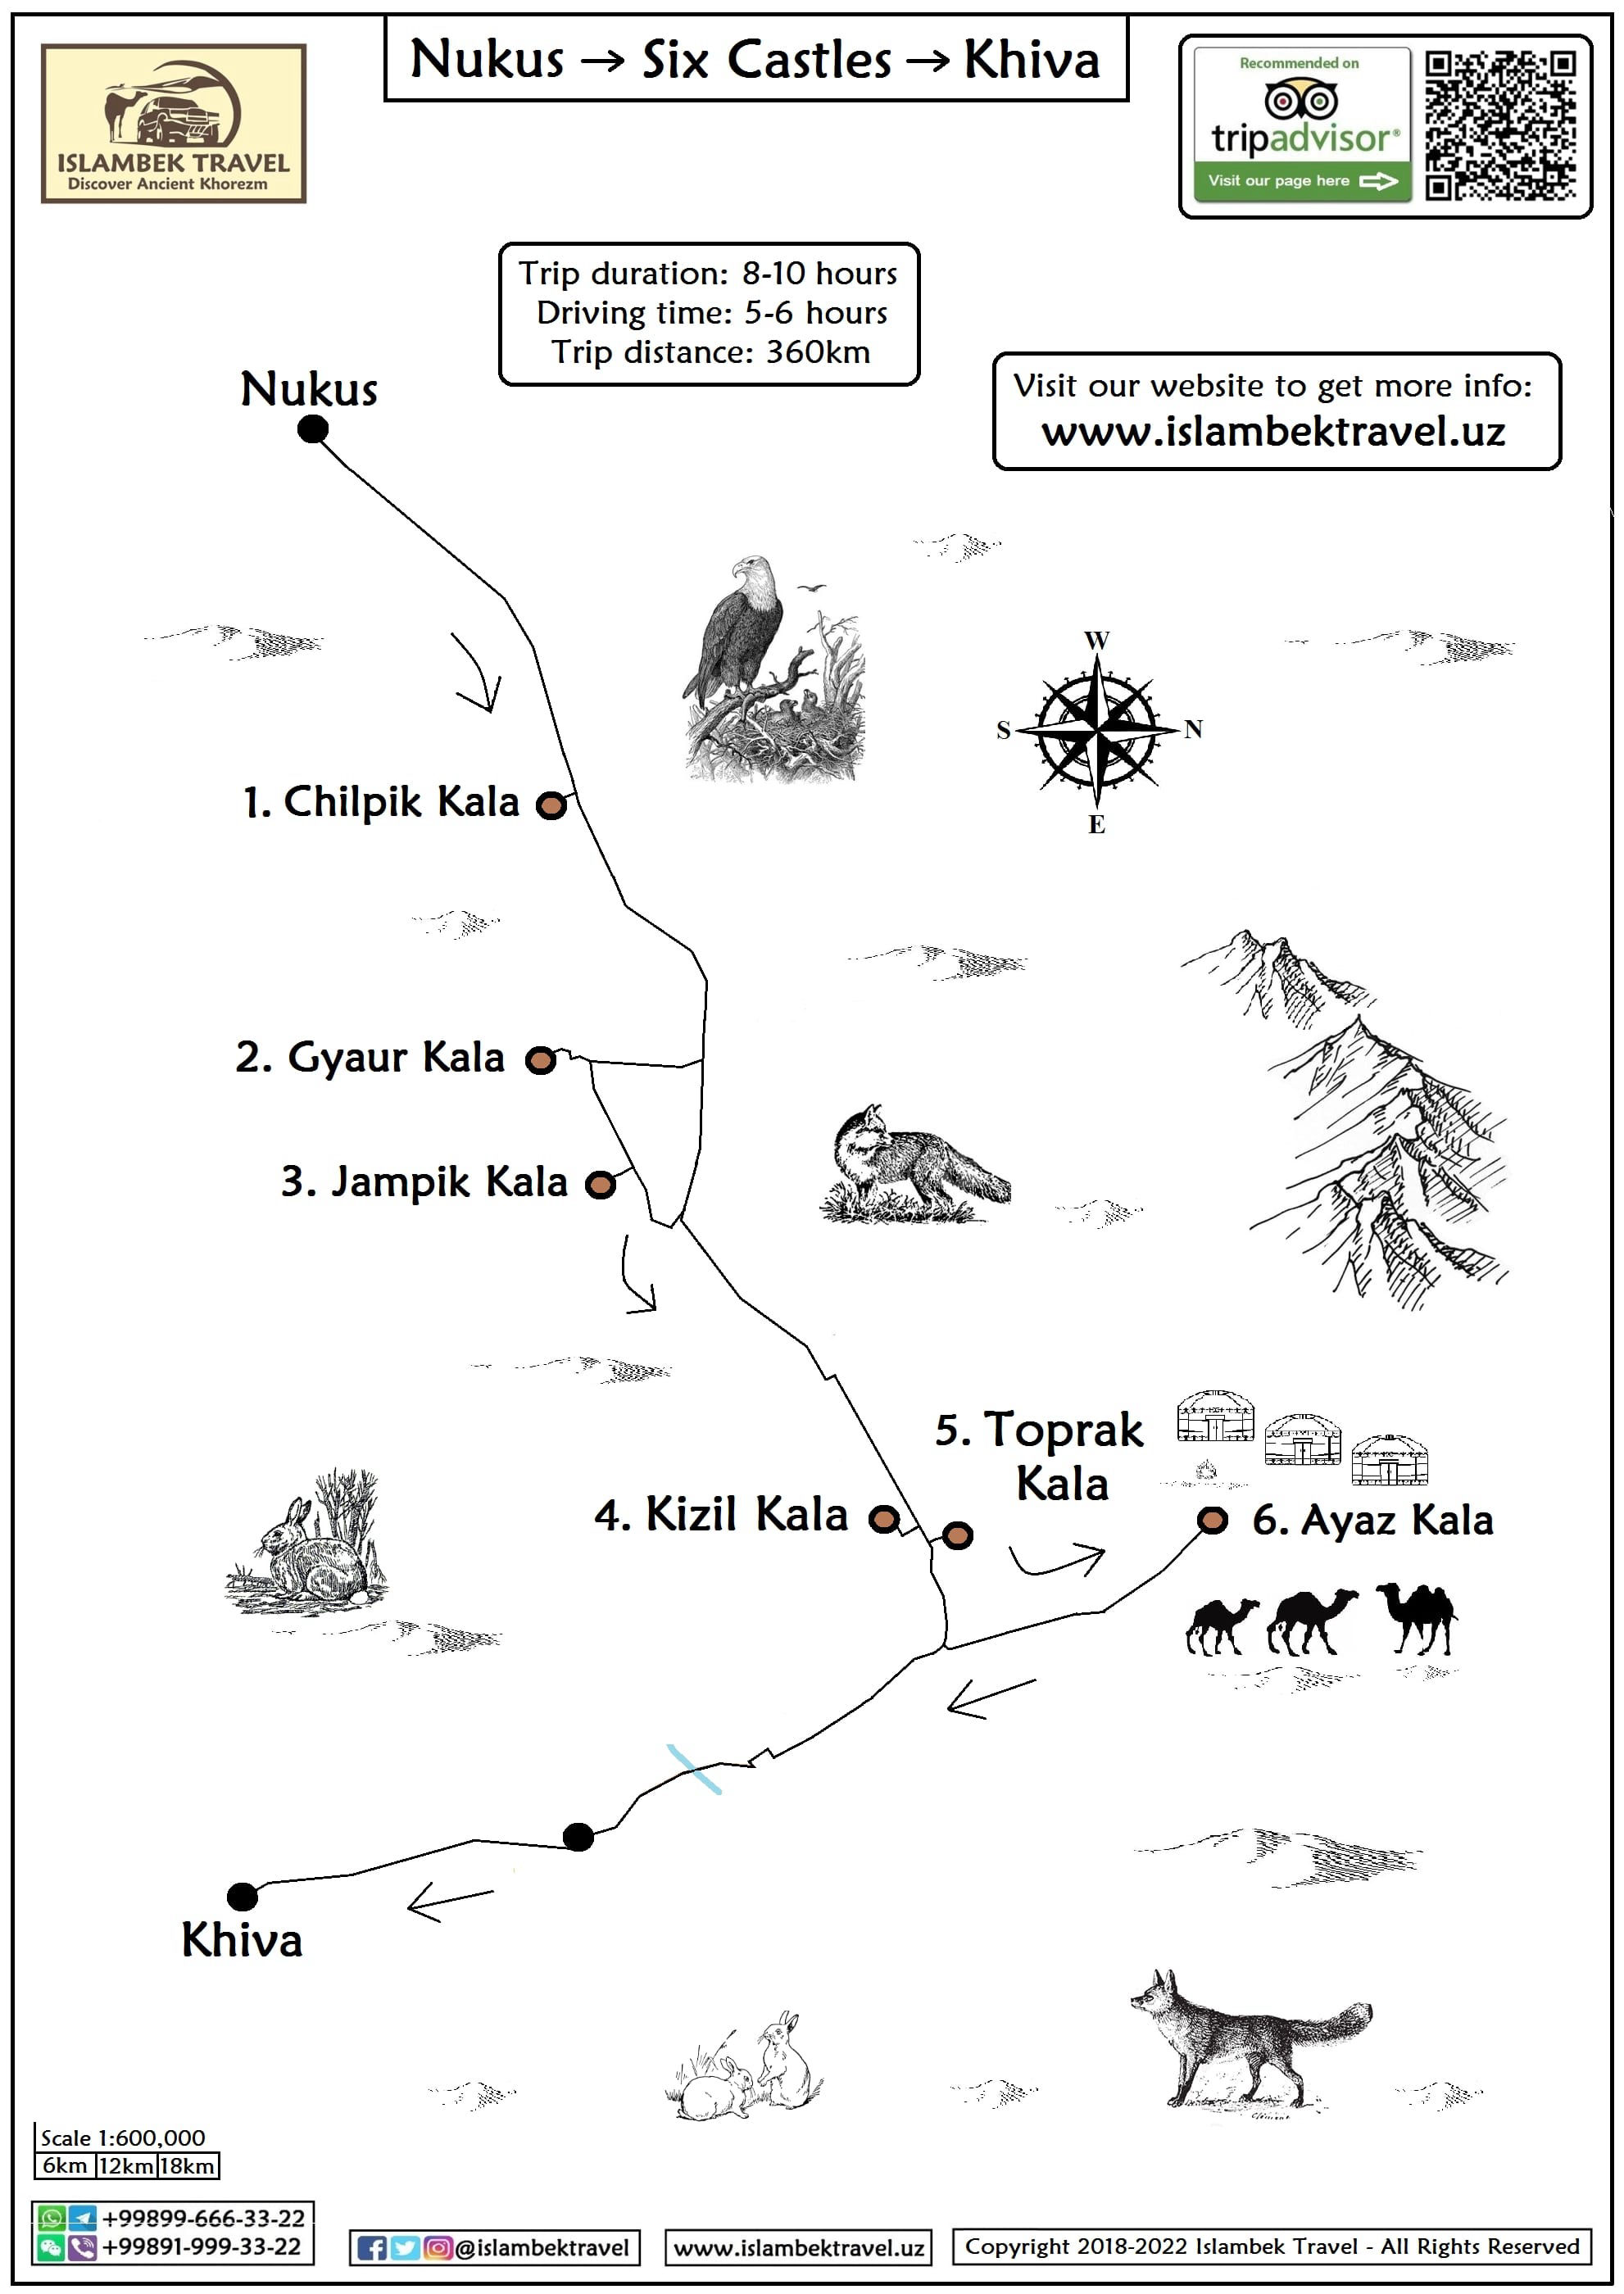 Nukus → Six Castles → Khiva
ISLAMBEK TRAVEL
Discover Ancient Khorezm
Recommended on
tripadvisor®
Visit our page here
Trip duration: 8-10 hours
Driving time: 5-6 hours
Trip distance: 360km
Visit our website to get more info:
www.islambektravel.uz
Nukus
W
S
N
E
1. Chilpik Kala
2. Gyaur Kala
3. Jampik Kala
5. Toprak
Kala
4. Kizil Kala
6. Ayaz Kala
Khiva
Scale 1:600,000
6km 12km 18km
+99899-666-33-22
+99891-999-33-22
@islambektravel
www.islambektravel.uz
Copyright 2018-2022 Islambek Travel - All Rights Reserved